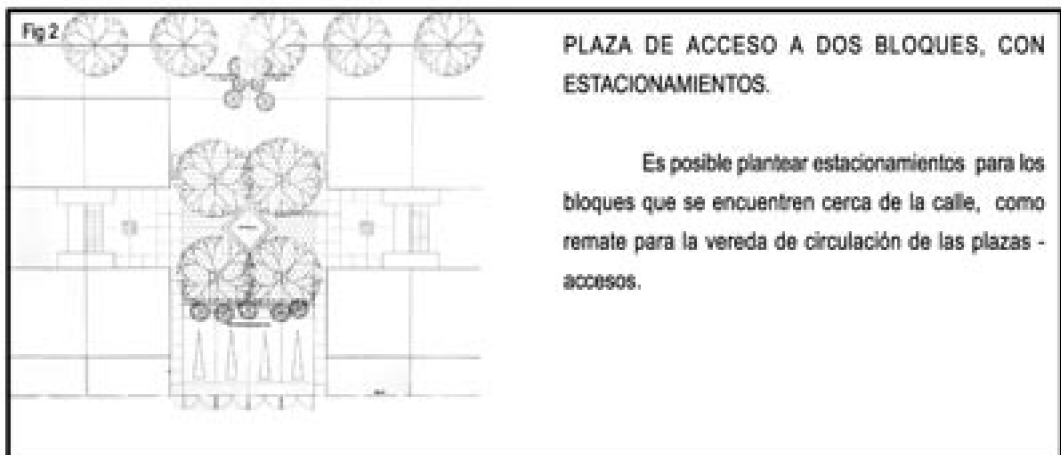 Fig 2
PLAZA DE ACCESO A DOS BLOQUES, CON
ESTACIONAMIENTOS.
Es posible plantear estacionamientos para los
bloques que se encuentren cerca de la calle, como
remate para la vereda de circulación de las plazas -
accesos.